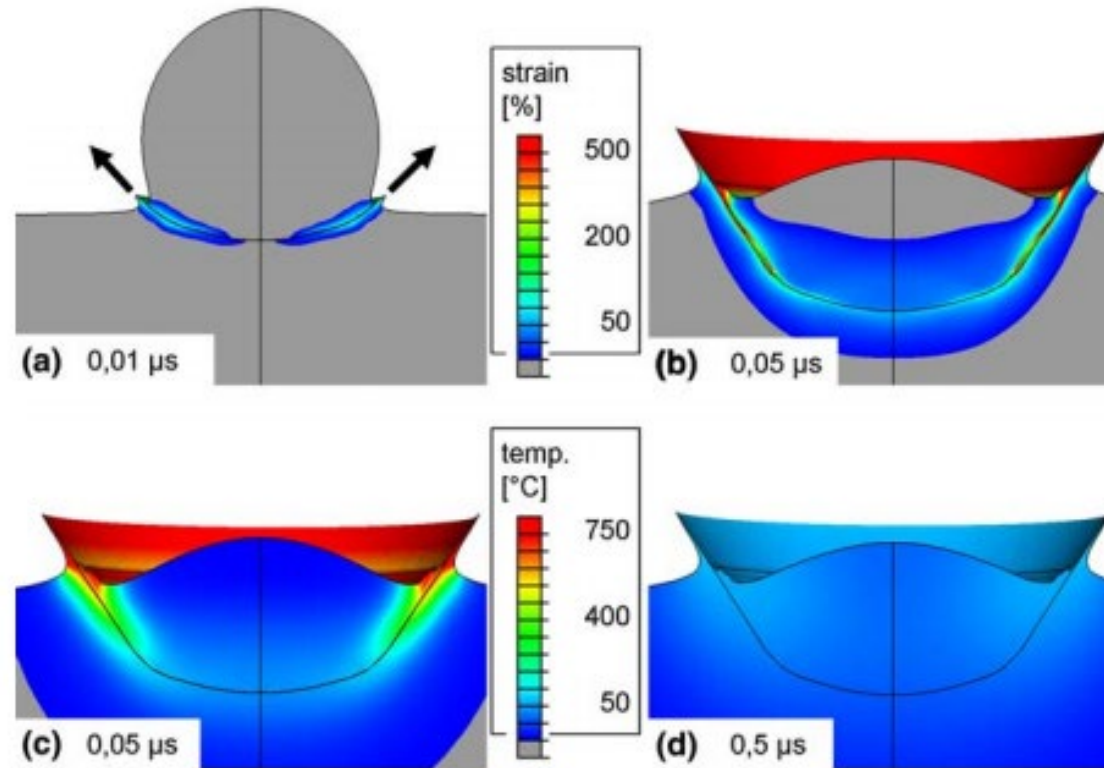 strain
[%]
500
200
50
(a) 0,01 µs
(b) 0,05 µs
temp.
[°C]
750
400
50
(c) 0,05 µs
(d) 0,5 µs